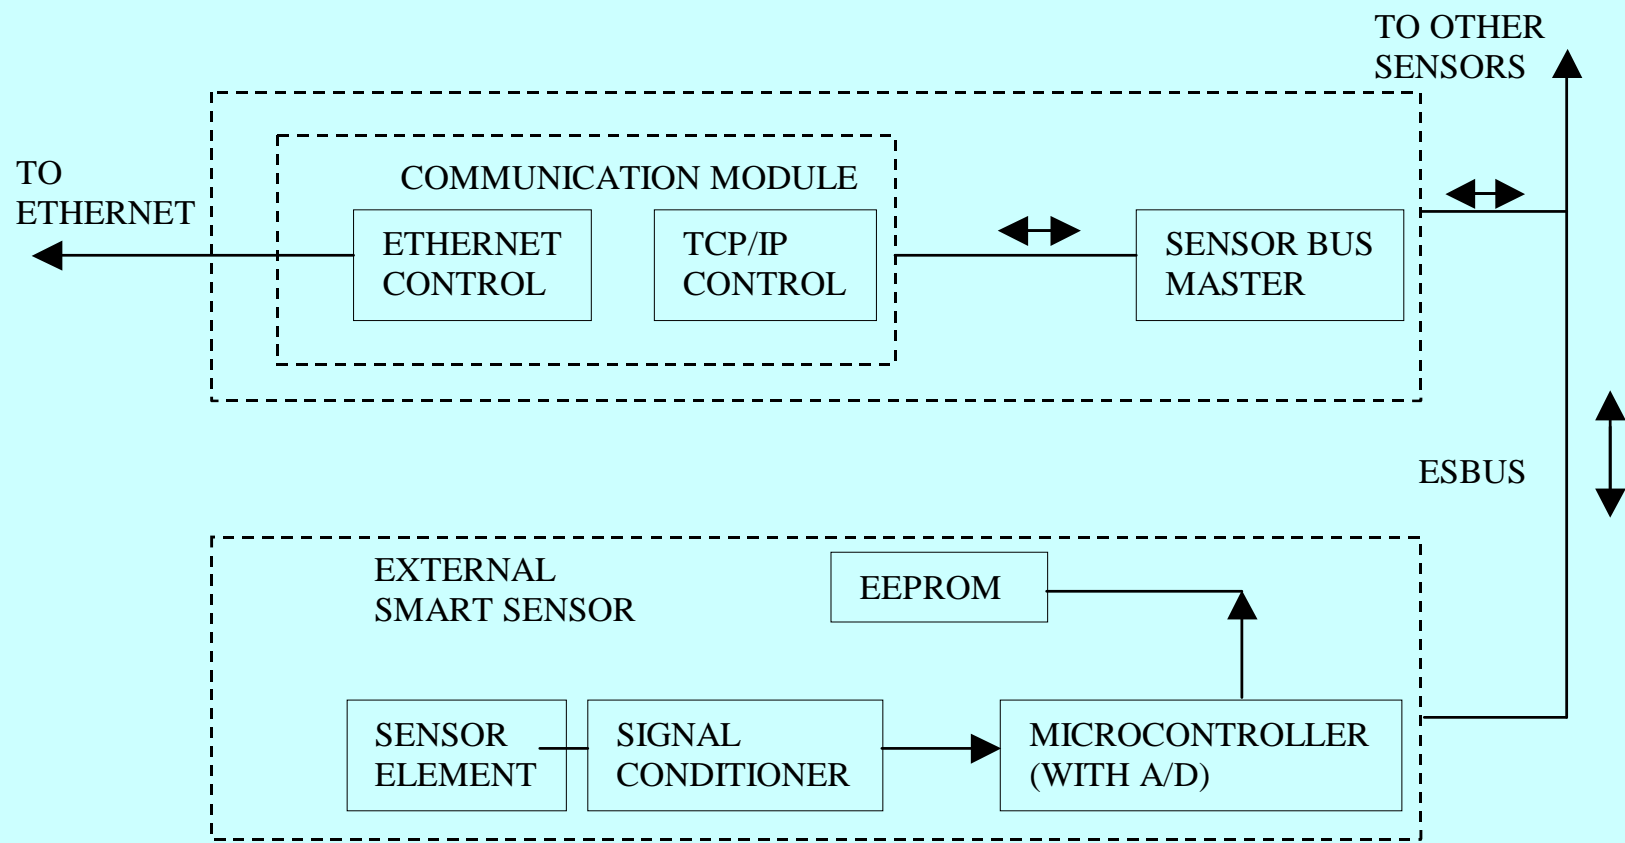 TO OTHER
SENSORS
TO
ETHERNET
COMMUNICATION MODULE
ETHERNET
CONTROL
TCP/IP
CONTROL
SENSOR BUS
MASTER
ESBUS
EXTERNAL
SMART SENSOR
EEPROM
SENSOR
ELEMENT
SIGNAL
CONDITIONER
MICROCONTROLLER
(WITH A/D)